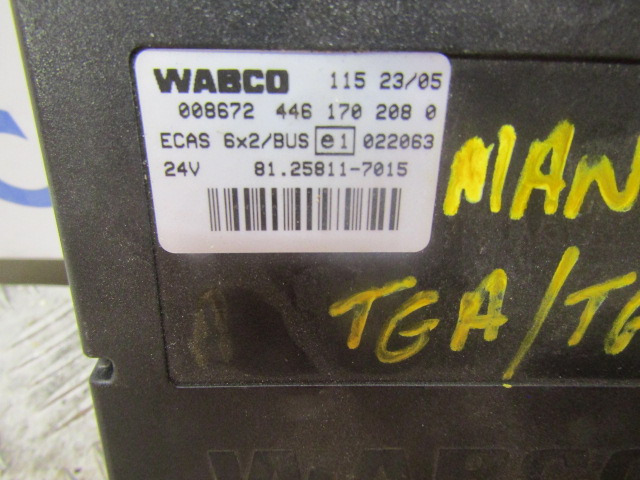 WABCO 115 23/05
008672 446 170 208 0
ECAS 6x2/BUS e1 022063
24V 81.25811-7015
MAN
TGA/TG
WABCO